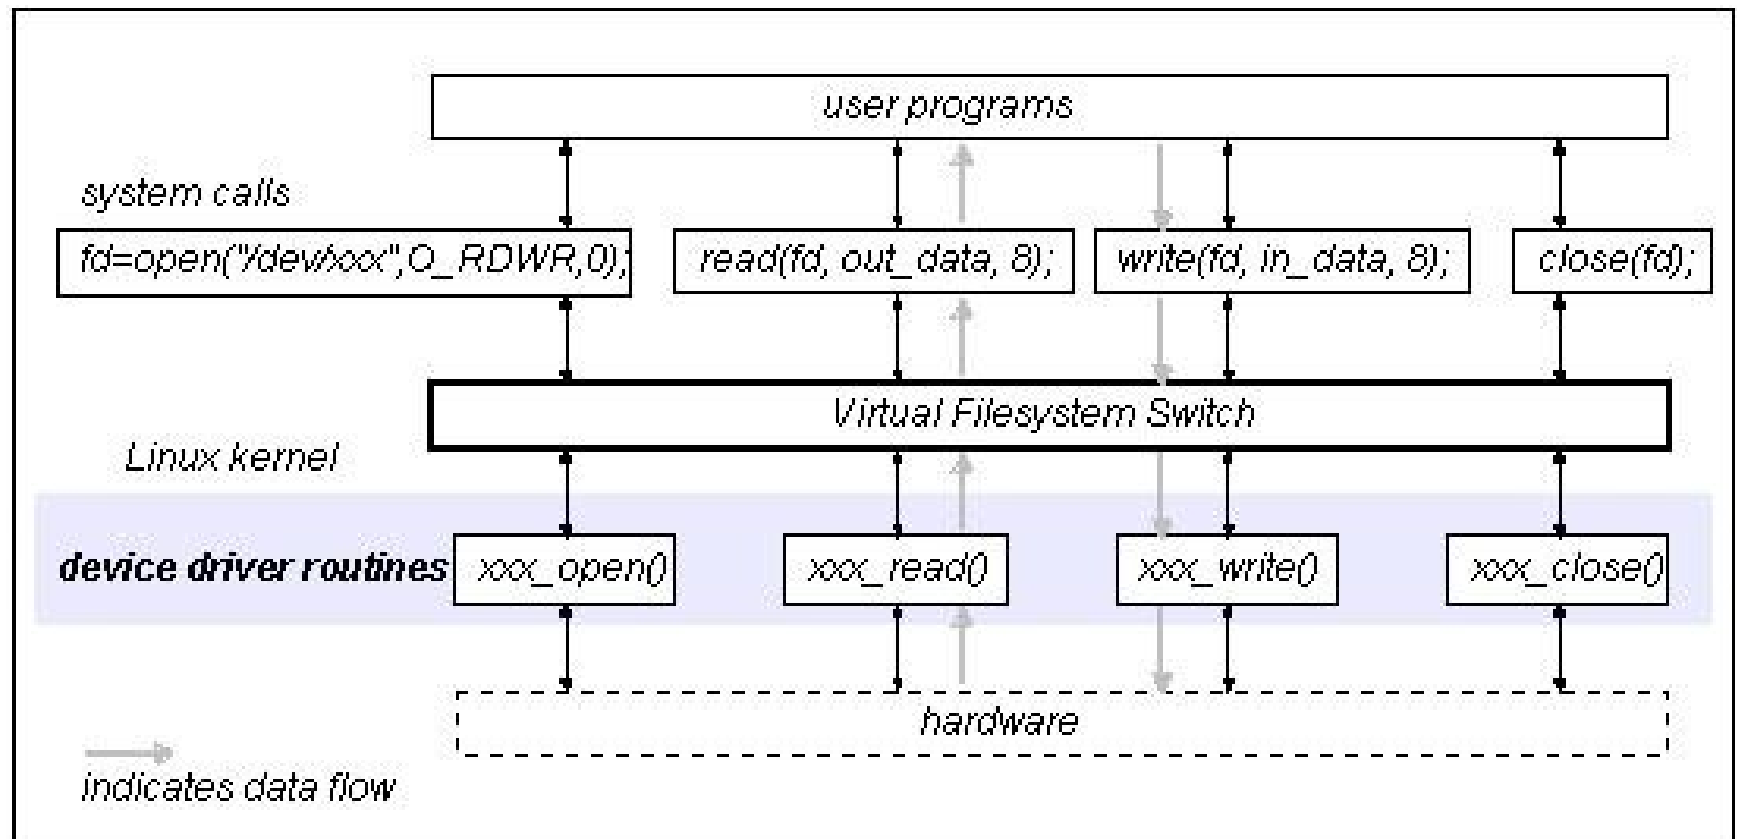 user programs
system calls
fd=open("/dev/xxx",O_RDWR,0);
read(fd, out_data, 8);
write(fd, in_data, 8);
close(fd);
Virtual Filesystem Switch
Linux kernel
device driver routines
xxx_open()
xxx_read()
xxx_write()
xxx_close()
hardware
indicates data flow